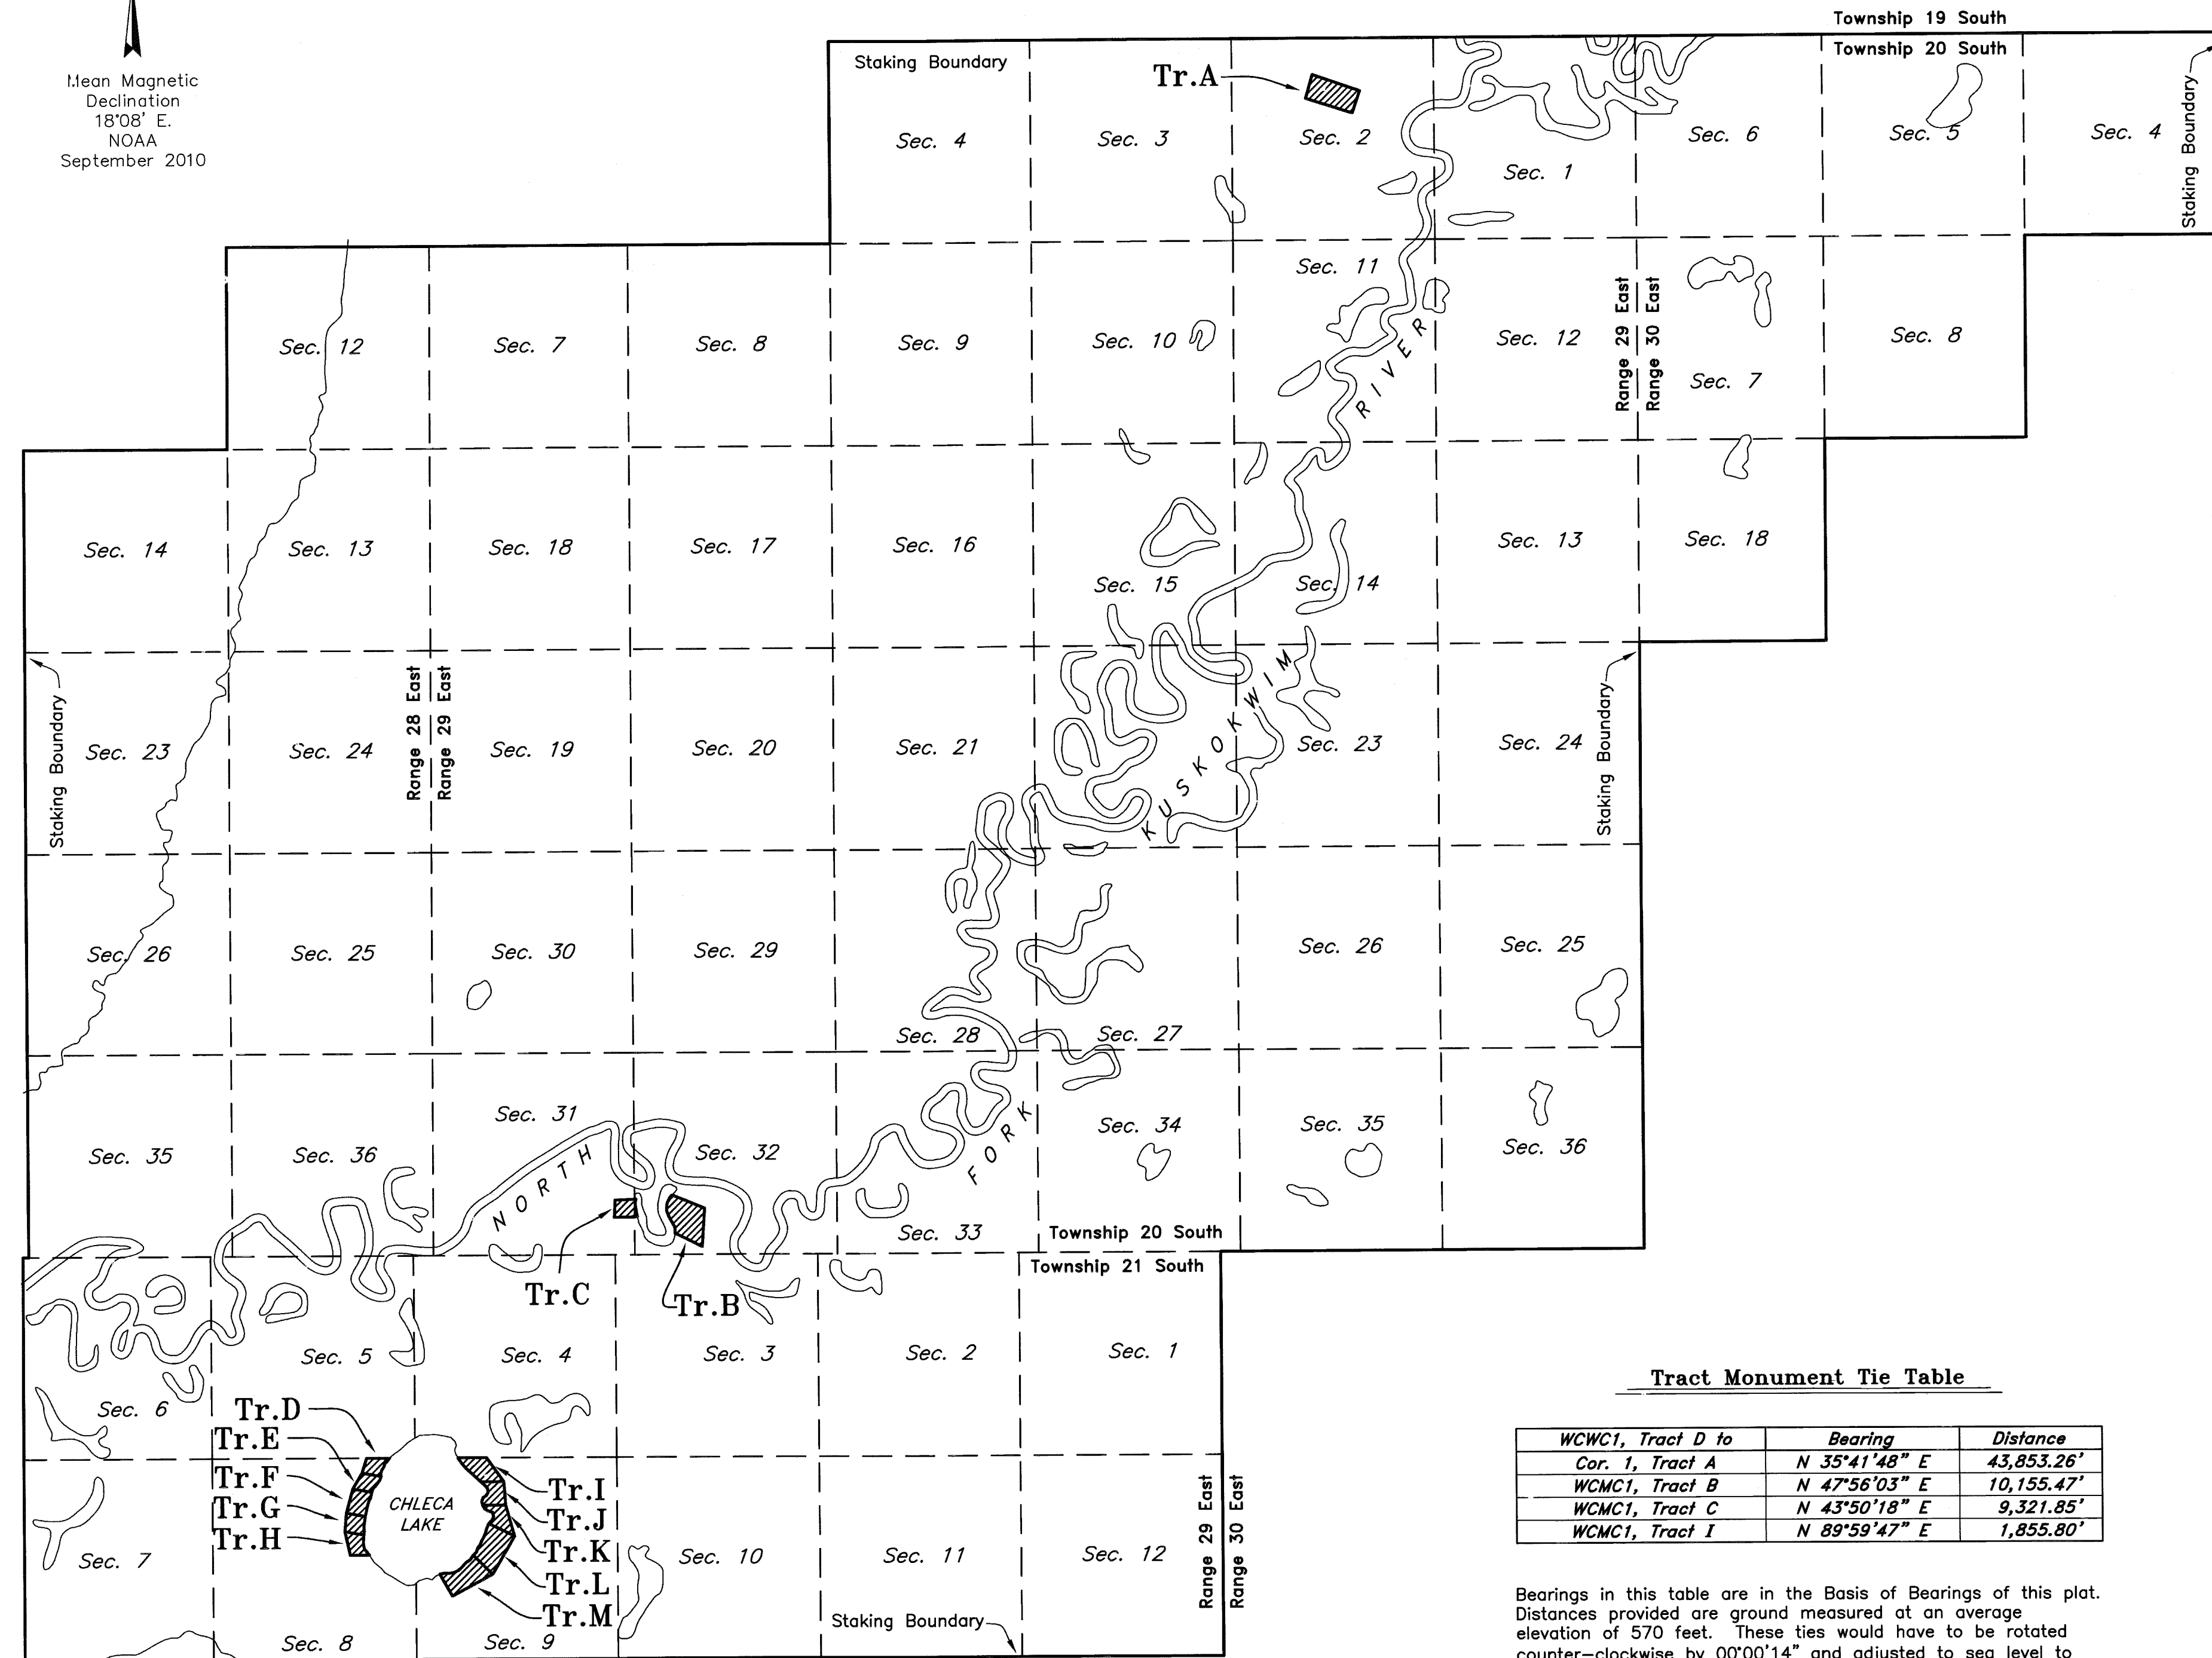 Township 19 South
Township 20 South
Mean Magnetic
Declination
18°08' E.
NOAA
September 2010
Staking Boundary
Tr.A
Sec. 4
Sec. 3
Sec. 2
Sec. 1
Sec. 6
Sec. 5
Sec. 4
Staking Boundary
Sec. 12
Sec. 7
Sec. 8
Sec. 9
Sec. 10
Sec. 11
Sec. 12
Range 29 East
Range 30 East
Sec. 7
Sec. 8
RIVER
Sec. 14
Sec. 13
Sec. 18
Sec. 17
Sec. 16
Sec. 15
Sec. 14
Sec. 13
Sec. 18
Staking Boundary
Sec. 23
Sec. 24
Range 28 East
Range 29 East
Sec. 19
Sec. 20
Sec. 21
KUSKOKWIM
Sec. 23
Sec. 24
Staking Boundary
Sec. 26
Sec. 25
Sec. 30
Sec. 29
Sec. 28
Sec. 27
Sec. 26
Sec. 25
Sec. 35
Sec. 36
Sec. 31
NORTH
Sec. 32
FORK
Sec. 33
Sec. 34
Sec. 35
Sec. 36
Township 20 South
Township 21 South
Tr.C
Tr.B
Sec. 6
Sec. 5
Sec. 4
Sec. 3
Sec. 2
Sec. 1
Tr.D
Tr.E
Tr.F
Tr.G
Tr.H
CHLECA
LAKE
Tr.I
Tr.J
Tr.K
Tr.L
Tr.M
Sec. 7
Sec. 8
Sec. 9
Sec. 10
Sec. 11
Sec. 12
Range 29 East
Range 30 East
Staking Boundary
Tract Monument Tie Table
WCWC1, Tract D to Bearing Distance
Cor. 1, Tract A N 35°41'48" E 43,853.26'
WCMC1, Tract B N 47°56'03" E 10,155.47'
WCMC1, Tract C N 43°50'18" E 9,321.85'
WCMC1, Tract I N 89°59'47" E 1,855.80'
Bearings in this table are in the Basis of Bearings of this plat.
Distances provided are ground measured at an average
elevation of 570 feet. These ties would have to be rotated
counter-clockwise by 00°00'14" and adjusted to sea level to